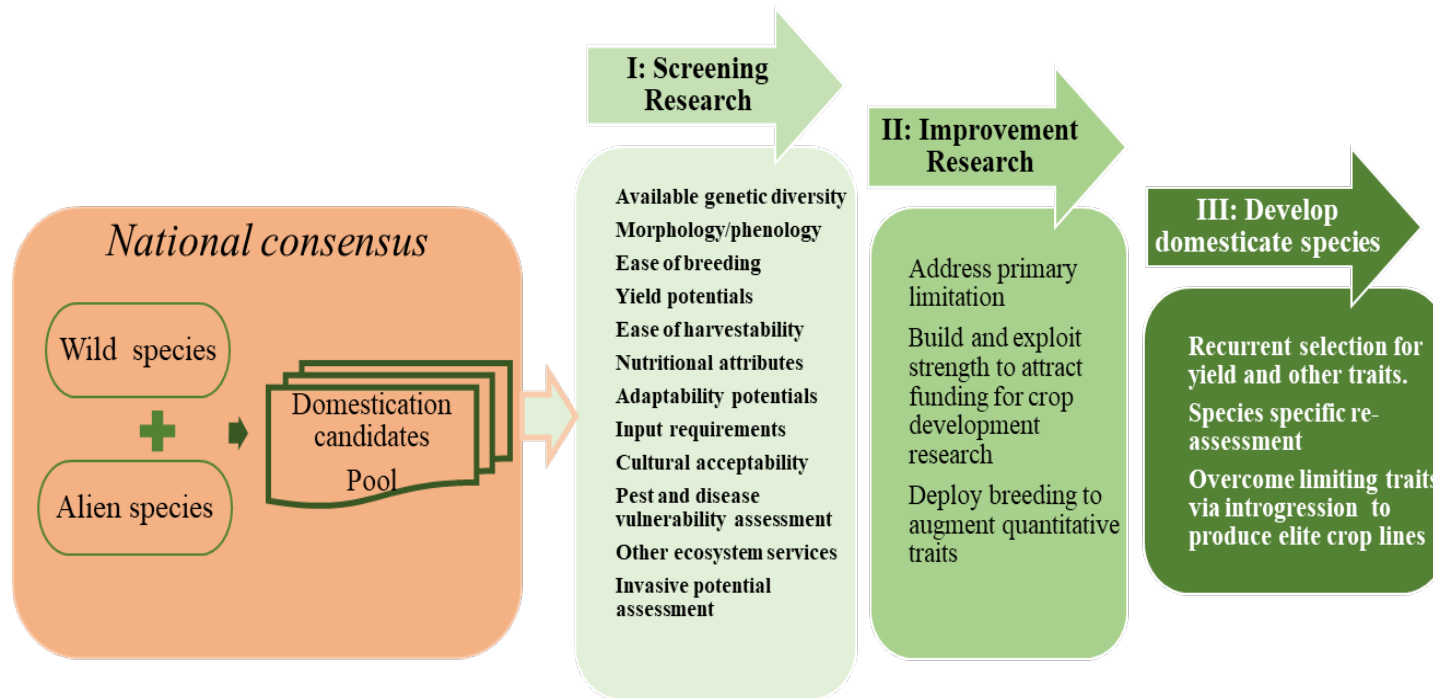 National consensus
Wild species
Alien species
Domestication
candidates
Pool
I: Screening
Research
Available genetic diversity
Morphology/phenology
Ease of breeding
Yield potentials
Ease of harvestability
Nutritional attributes
Adaptability potentials
Input requirements
Cultural acceptability
Pest and disease
vulnerability assessment
Other ecosystem services
Invasive potential
assessment
II: Improvement
Research
Address primary
limitation
Build and exploit
strength to attract
funding for crop
development
research
Deploy breeding to
augment quantitative
traits
III: Develop
domesticate species
Recurrent selection for
yield and other traits.
Species specific re-
assessment
Overcome limiting traits
via introgression to
produce elite crop lines